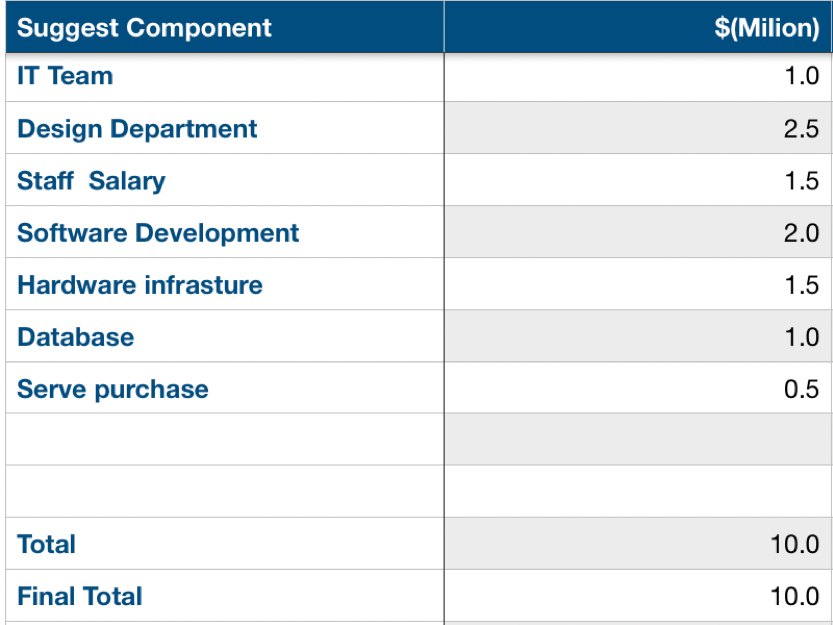 Suggest Component $(Milion)
IT Team 1.0
Design Department 2.5
Staff  Salary 1.5
Software Development 2.0
Hardware infrasture 1.5
Database 1.0
Serve purchase 0.5
Total 10.0
Final Total 10.0